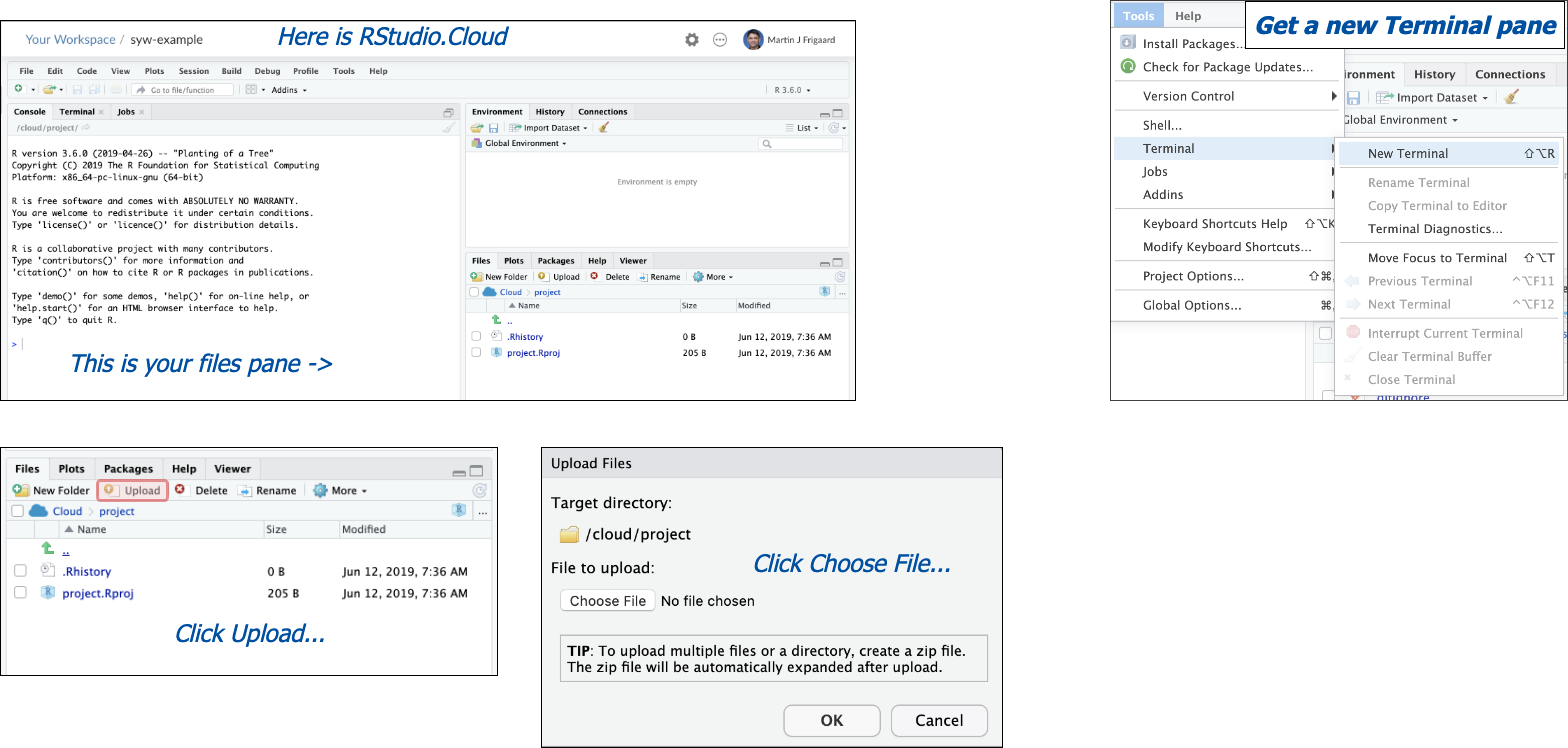 Your Workspace / syw-example
Here is RStudio.Cloud
Martin J Frigaard
File Edit Code View Plots Session Build Debug Profile Tools Help
Go to file/function Addins R 3.6.0
Console Terminal Jobs
/cloud/project/
R version 3.6.0 (2019-04-26) -- "Planting of a Tree"
Copyright (C) 2019 The R Foundation for Statistical Computing
Platform: x86_64-pc-linux-gnu (64-bit)
R is free software and comes with ABSOLUTELY NO WARRANTY.
You are welcome to redistribute it under certain conditions.
Type 'license()' or 'licence()' for distribution details.
R is a collaborative project with many contributors.
Type 'contributors()' for more information and
'citation()' on how to cite R or R packages in publications.
Type 'demo()' for some demos, 'help()' for on-line help, or
'help.start()' for an HTML browser interface to help.
Type 'q()' to quit R.
>
This is your files pane ->
Environment History Connections
Import Dataset List
Global Environment
Environment is empty
Files Plots Packages Help Viewer
New Folder Upload Delete Rename More
Cloud > project ...
Name Size Modified
..
.Rhistory 0 B Jun 12, 2019, 7:36 AM
project.Rproj 205 B Jun 12, 2019, 7:36 AM
Tools Help
Get a new Terminal pane
Install Packages...
Check for Package Updates...
Version Control
Shell...
Terminal
Jobs
Addins
Keyboard Shortcuts Help ⇧⌥K
Modify Keyboard Shortcuts...
Project Options... ⇧⌘,
Global Options... ⌘,
ironment History Connections
Import Dataset
Global Environment
New Terminal ⇧⌥R
Rename Terminal
Copy Terminal to Editor
Terminal Diagnostics...
Move Focus to Terminal ⇧⌥T
Previous Terminal ^⌥F11
Next Terminal ^⌥F12
Interrupt Current Terminal
Clear Terminal Buffer
Close Terminal
.gitignore
Files Plots Packages Help Viewer
New Folder Upload Delete Rename More
Cloud > project ...
Name Size Modified
..
.Rhistory 0 B Jun 12, 2019, 7:36 AM
project.Rproj 205 B Jun 12, 2019, 7:36 AM
Click Upload...
Upload Files
Target directory:
/cloud/project
Click Choose File...
File to upload:
Choose File No file chosen
TIP: To upload multiple files or a directory, create a zip file.
The zip file will be automatically expanded after upload.
OK Cancel